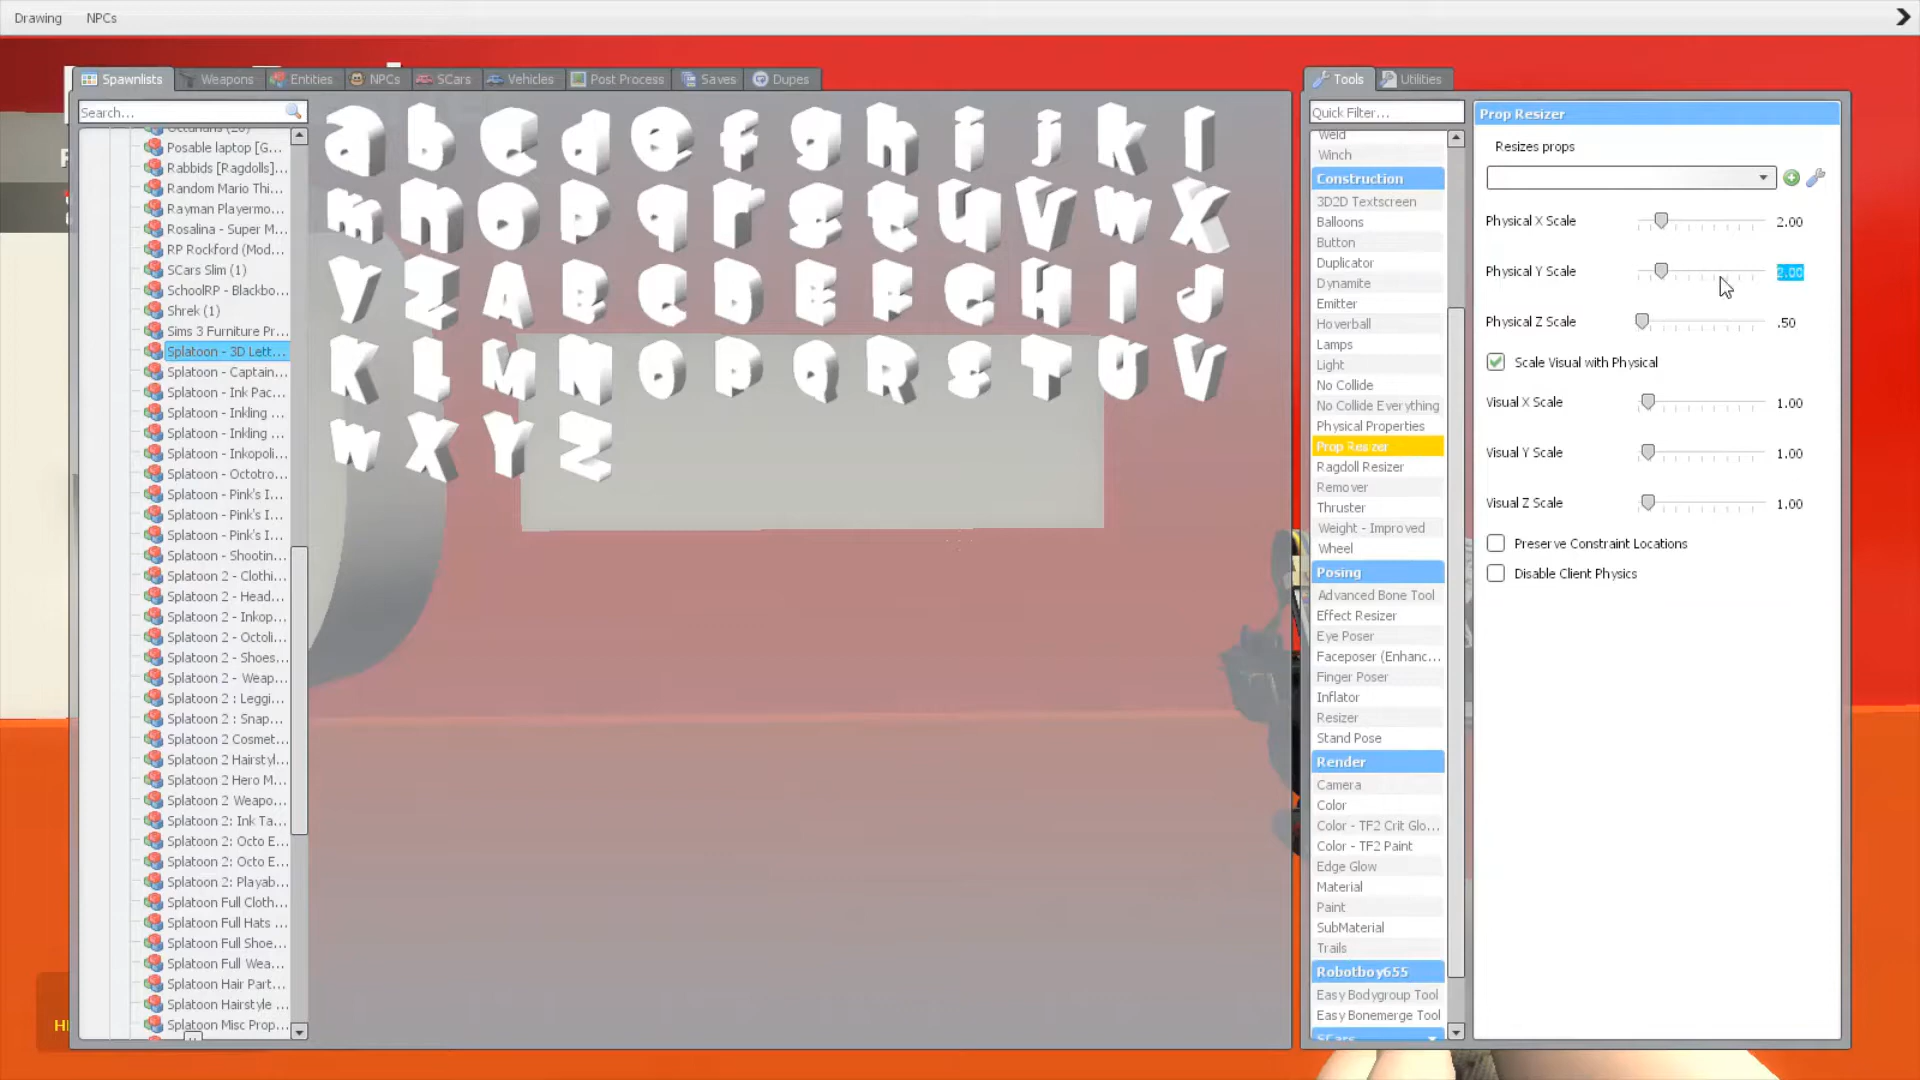 Drawing NPCs
Spawnlists Weapons Entities NPCs SCars Vehicles Post Process Saves Dupes
Tools Utilities
Search...
Posable laptop [G...
Rabbids [Ragdolls]...
Random Mario Thi...
Rayman Playermo...
Rosalina - Super M...
RP Rockford (Mod...
SCars Slim (1)
SchoolRP - Blackbo...
Shrek (1)
Sims 3 Furniture Pr...
Splatoon - 3D Lett...
Splatoon - Captain...
Splatoon - Ink Pac...
Splatoon - Inkling ...
Splatoon - Inkling ...
Splatoon - Inkopoli...
Splatoon - Octotro...
Splatoon - Pink's I...
Splatoon - Pink's I...
Splatoon - Pink's I...
Splatoon - Shootin...
Splatoon 2 - Clothi...
Splatoon 2 - Head...
Splatoon 2 - Inkop...
Splatoon 2 - Octoli...
Splatoon 2 - Shoes...
Splatoon 2 - Weap...
Splatoon 2 : Leggi...
Splatoon 2 : Snap...
Splatoon 2 Cosmet...
Splatoon 2 Hairstyl...
Splatoon 2 Hero M...
Splatoon 2 Weapo...
Splatoon 2: Ink Ta...
Splatoon 2: Octo E...
Splatoon 2: Octo E...
Splatoon 2: Playab...
Splatoon Full Cloth...
Splatoon Full Hats ...
Splatoon Full Shoe...
Splatoon Full Wea...
Splatoon Hair Part...
Splatoon Hairstyle ...
Splatoon Misc Prop...
a b c d e f g h i j k l
m n o p q r s t u v w x
y z A B C D E F G H I J
K L M N O P Q R S T U V
W X Y Z
Quick Filter...
Weld
Winch
Construction
3D2D Textscreen
Balloons
Button
Duplicator
Dynamite
Emitter
Hoverball
Lamps
Light
No Collide
No Collide Everything
Physical Properties
Prop Resizer
Ragdoll Resizer
Remover
Thruster
Weight - Improved
Wheel
Posing
Advanced Bone Tool
Effect Resizer
Eye Poser
Faceposer (Enhanc...
Finger Poser
Inflator
Resizer
Stand Pose
Render
Camera
Color
Color - TF2 Crit Glo...
Color - TF2 Paint
Edge Glow
Material
Paint
SubMaterial
Trails
Robotboy655
Easy Bodygroup Tool
Easy Bonemerge Tool
SCars
Prop Resizer
Resizes props
Physical X Scale 2.00
Physical Y Scale 2.00
Physical Z Scale .50
Scale Visual with Physical
Visual X Scale 1.00
Visual Y Scale 1.00
Visual Z Scale 1.00
Preserve Constraint Locations
Disable Client Physics